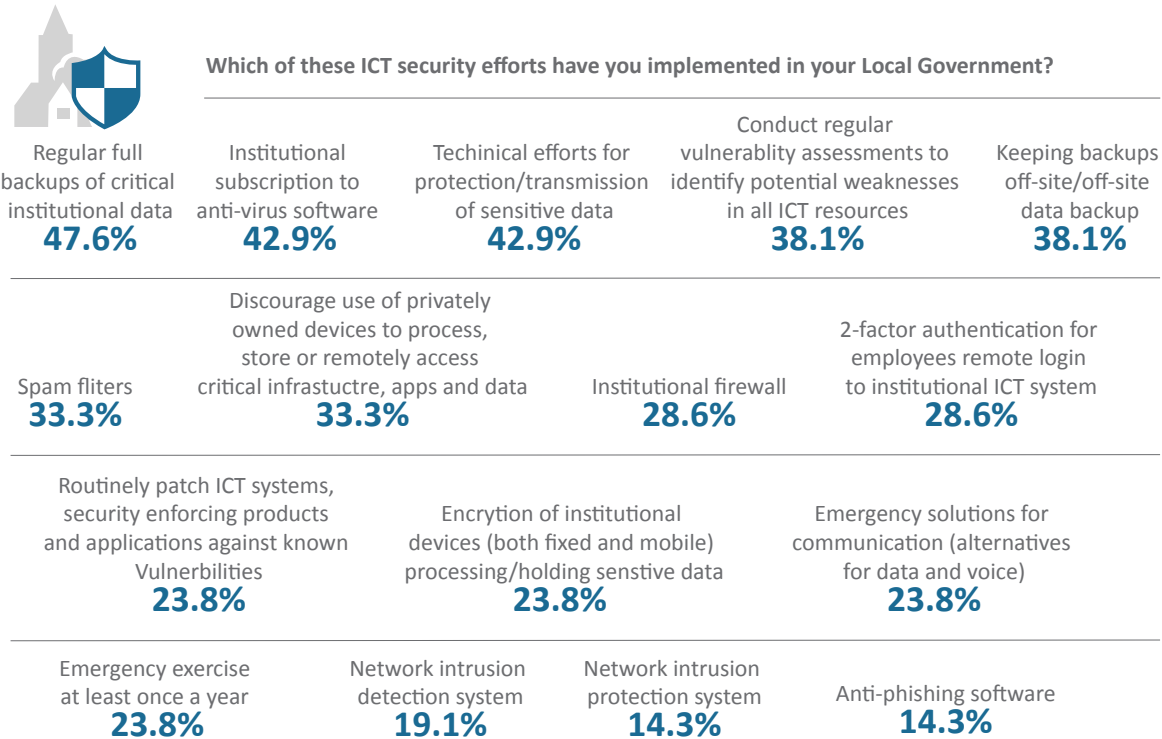 Which of these ICT security efforts have you implemented in your Local Government?
Regular full
backups of critical
institutional data
47.6%
Institutional
subscription to
anti-virus software
42.9%
Techinical efforts for
protection/transmission
of sensitive data
42.9%
Conduct regular
vulnerablity assessments to
identify potential weaknesses
in all ICT resources
38.1%
Keeping backups
off-site/off-site
data backup
38.1%
Spam fliters
33.3%
Discourage use of privately
owned devices to process,
store or remotely access
critical infrastuctre, apps and data
33.3%
Institutional firewall
28.6%
2-factor authentication for
employees remote login
to institutional ICT system
28.6%
Routinely patch ICT systems,
security enforcing products
and applications against known
Vulnerbilities
23.8%
Encrytion of institutional
devices (both fixed and mobile)
processing/holding senstive data
23.8%
Emergency solutions for
communication (alternatives
for data and voice)
23.8%
Emergency exercise
at least once a year
23.8%
Network intrusion
detection system
19.1%
Network intrusion
protection system
14.3%
Anti-phishing software
14.3%